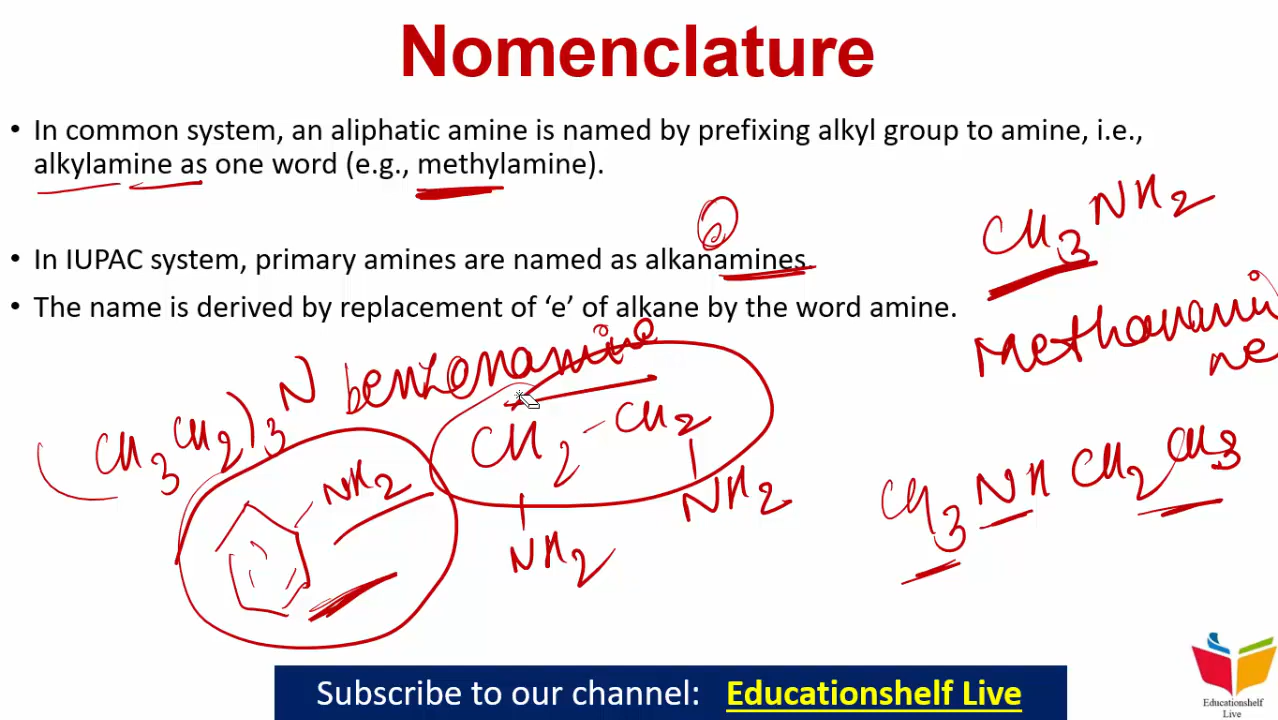 Nomenclature
• In common system, an aliphatic amine is named by prefixing alkyl group to amine, i.e.,
alkylamine as one word (e.g., methylamine).
CH3NH2
e
• In IUPAC system, primary amines are named as alkanamines.
• The name is derived by replacement of ‘e’ of alkane by the word amine.
Methanami
ne
(CH3CH2)3N benzenamine
CH2-CH2
NH2
NH2
NH2
CH3NHCH2CH3
Subscribe to our channel: Educationshelf Live
Educationshelf
Live